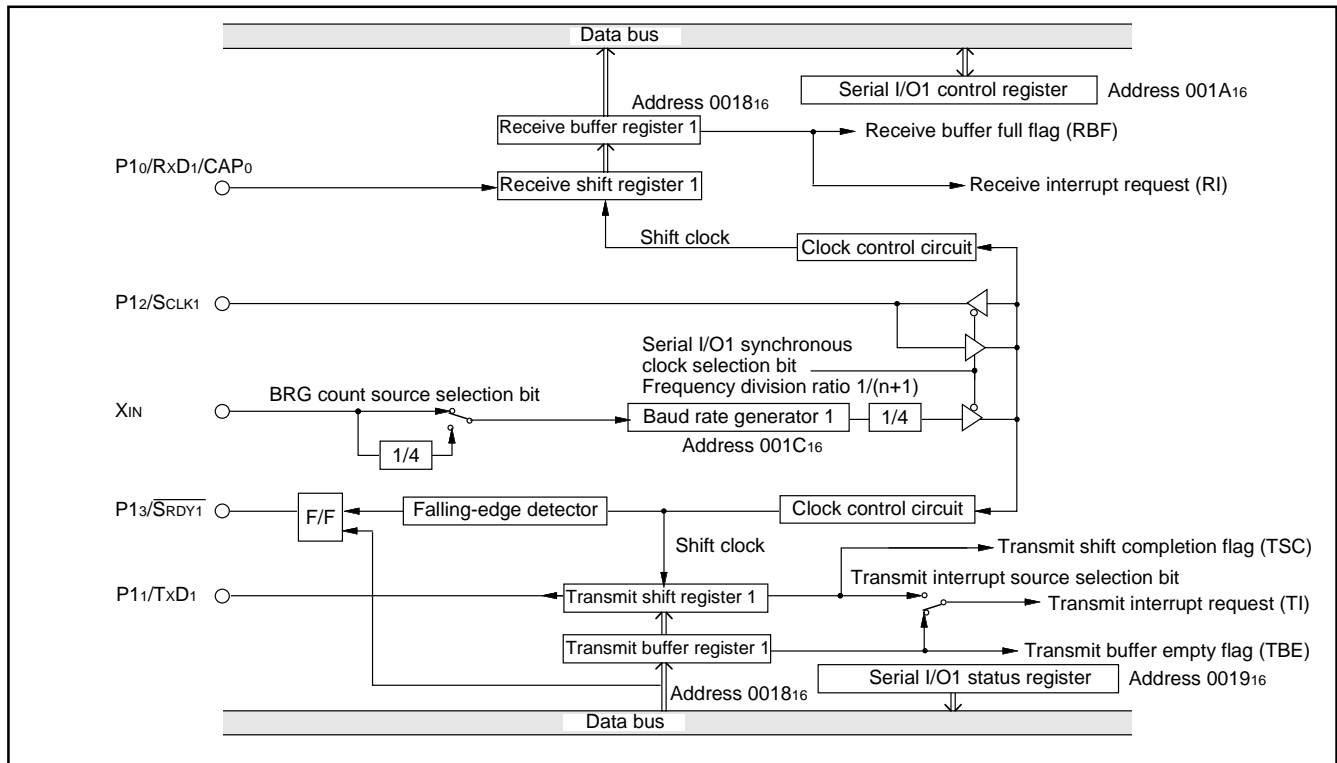 Data bus
Serial I/O1 control register
Address 001A16
Address 001816
Receive buffer register 1
Receive buffer full flag (RBF)
P10/RXD1/CAP0
Receive shift register 1
Receive interrupt request (RI)
Shift clock
Clock control circuit
P12/SCLK1
Serial I/O1 synchronous
clock selection bit
Frequency division ratio 1/(n+1)
BRG count source selection bit
XIN
Baud rate generator 1
1/4
Address 001C16
1/4
P13/SRDY1
F/F
Falling-edge detector
Clock control circuit
Shift clock
Transmit shift completion flag (TSC)
Transmit interrupt source selection bit
P11/TXD1
Transmit shift register 1
Transmit interrupt request (TI)
Transmit buffer register 1
Transmit buffer empty flag (TBE)
Address 001816
Serial I/O1 status register
Address 001916
Data bus